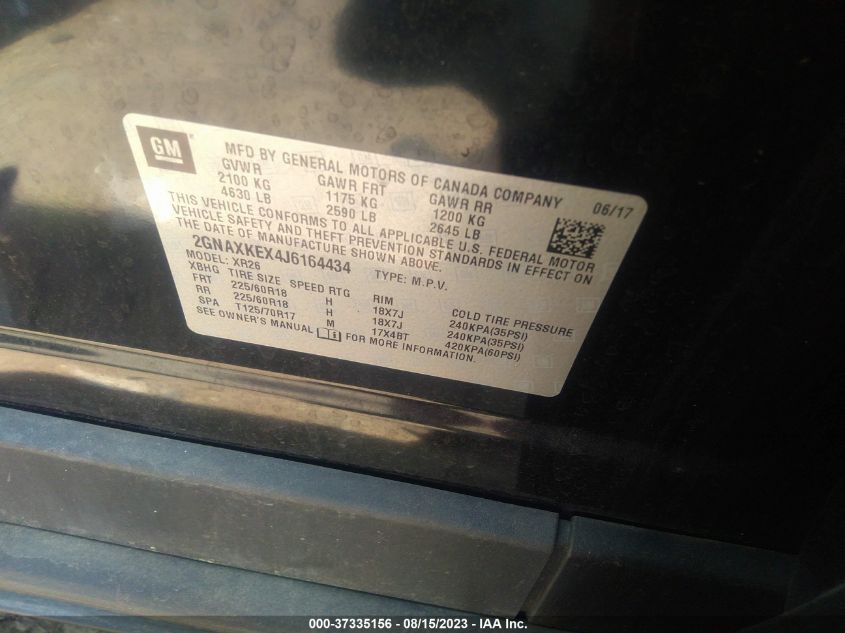 GM
MFD BY GENERAL MOTORS OF CANADA COMPANY 06/17
GVWR GAWR FRT GAWR RR
2100 KG 1175 KG 1200 KG
4630 LB 2590 LB 2645 LB
THIS VEHICLE CONFORMS TO ALL APPLICABLE U.S. FEDERAL MOTOR
VEHICLE SAFETY AND THEFT PREVENTION STANDARDS IN EFFECT ON
THE DATE OF MANUFACTURE SHOWN ABOVE.
2GNAXKEX4J6164434 TYPE: M.P.V.
MODEL: XR26
XBHG TIRE SIZE SPEED RTG RIM COLD TIRE PRESSURE
FRT 225/60R18 H 18X7J 240KPA(35PSI)
RR 225/60R18 H 18X7J 240KPA(35PSI)
SPA T125/70R17 M 17X4BT 420KPA(60PSI)
SEE OWNER'S MANUAL FOR MORE INFORMATION.
000-37335156 - 08/15/2023 - IAA Inc.